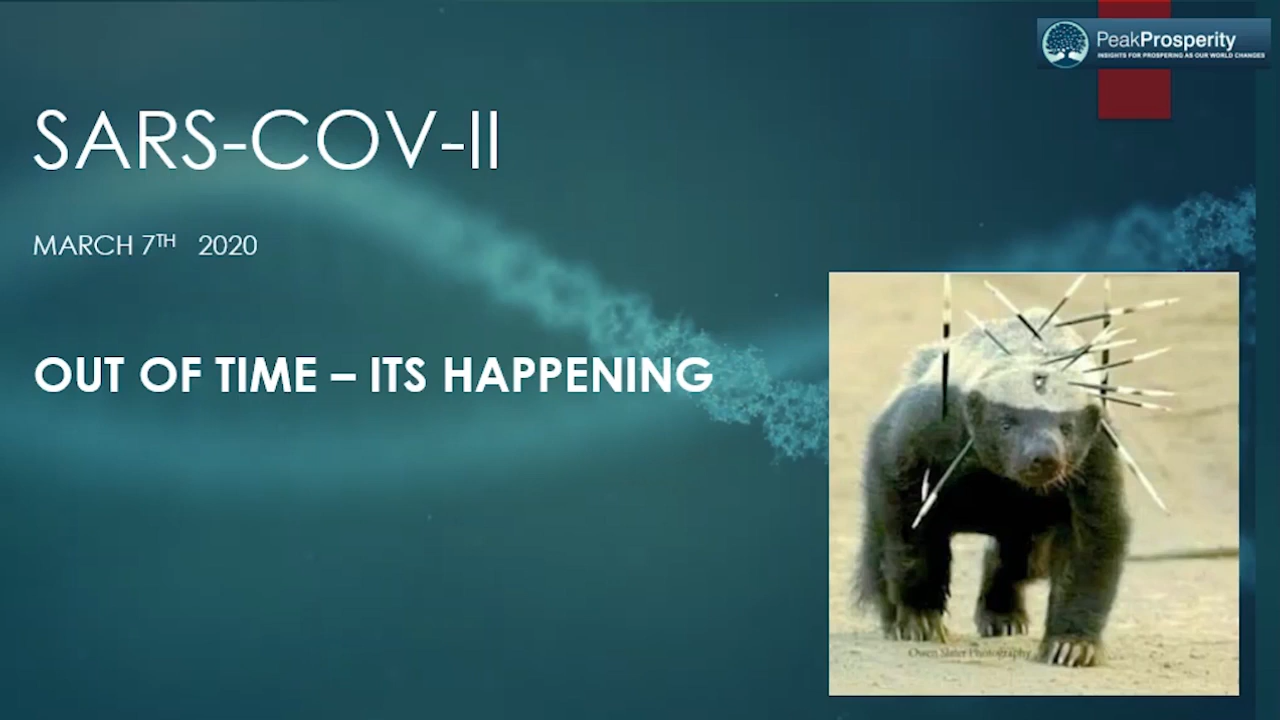 PeakProsperity
INSIGHTS FOR PROSPERING AS OUR WORLD CHANGES
SARS-COV-II
MARCH 7TH 2020
OUT OF TIME – ITS HAPPENING
Owen Slater Photography